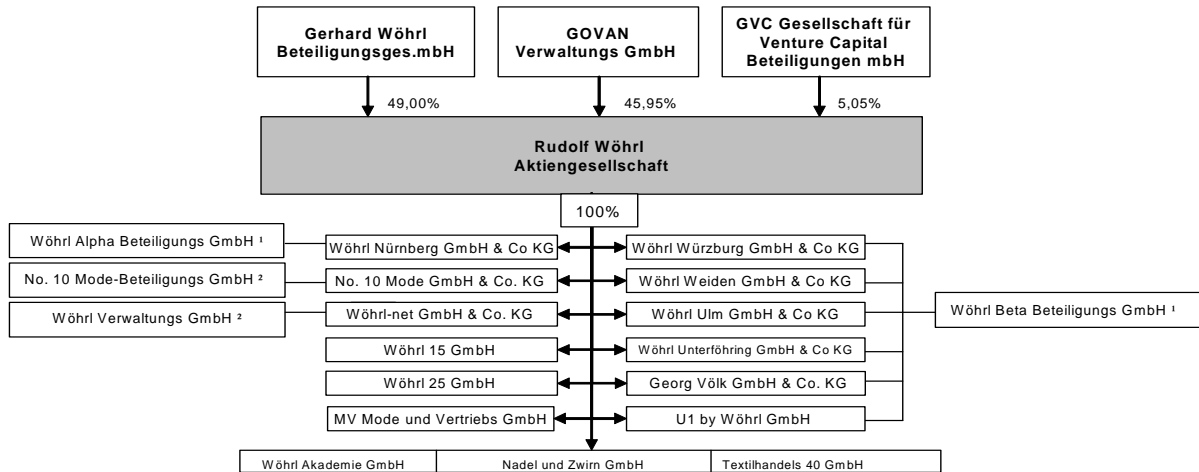 Gerhard Wöhrl
Beteiligungsges.mbH
GOVAN
Verwaltungs GmbH
GVC Gesellschaft für
Venture Capital
Beteiligungen mbH
49,00%
45,95%
5,05%
Rudolf Wöhrl
Aktiengesellschaft
100%
Wöhrl Alpha Beteiligungs GmbH ¹
Wöhrl Nürnberg GmbH & Co KG
Wöhrl Würzburg GmbH & Co KG
No. 10 Mode-Beteiligungs GmbH ²
No. 10 Mode GmbH & Co. KG
Wöhrl Weiden GmbH & Co KG
Wöhrl Verwaltungs GmbH ²
Wöhrl-net GmbH & Co. KG
Wöhrl Ulm GmbH & Co KG
Wöhrl Beta Beteiligungs GmbH ¹
Wöhrl 15 GmbH
Wöhrl Unterföhring GmbH & Co KG
Wöhrl 25 GmbH
Georg Völk GmbH & Co. KG
MV Mode und Vertriebs GmbH
U1 by Wöhrl GmbH
Wöhrl Akademie GmbH
Nadel und Zwirn GmbH
Textilhandels 40 GmbH